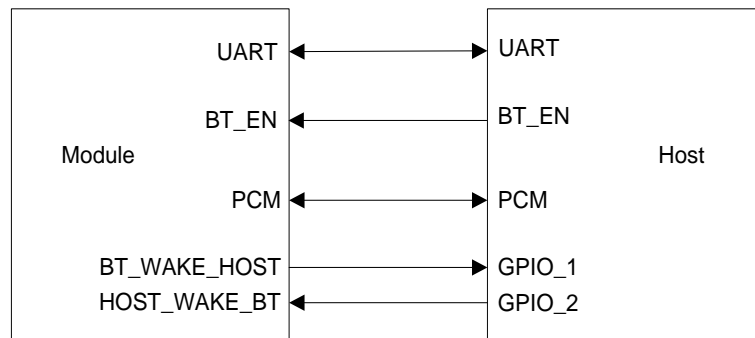 UART UART
BT_EN BT_EN
Module Host
PCM PCM
BT_WAKE_HOST GPIO_1
HOST_WAKE_BT GPIO_2